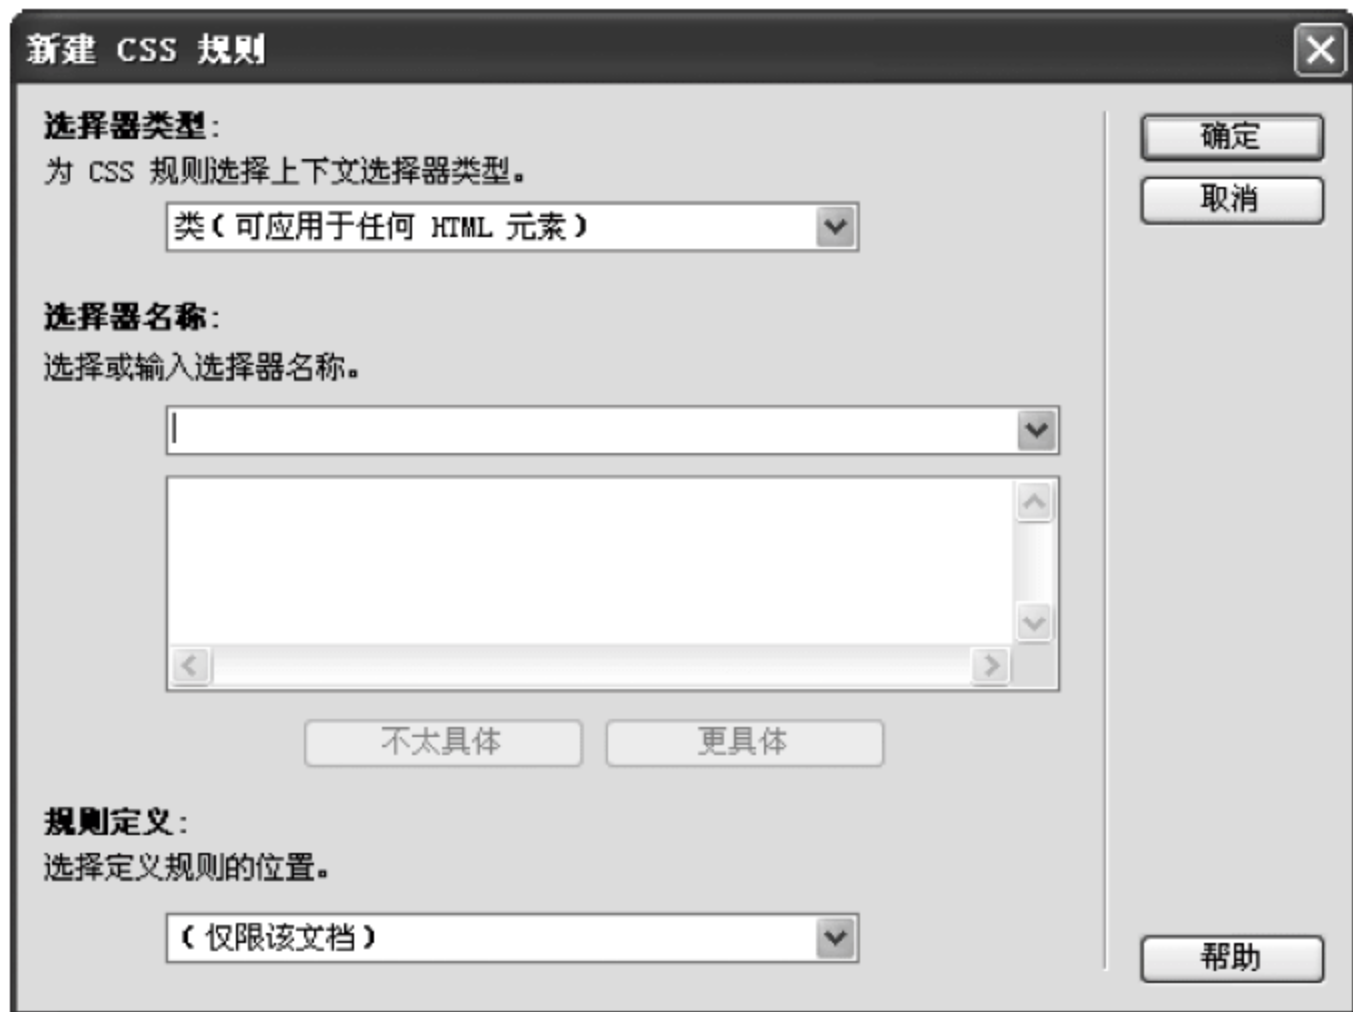 新建 CSS 规则
选择器类型:
为 CSS 规则选择上下文选择器类型。
类(可应用于任何 HTML 元素)
选择器名称:
选择或输入选择器名称。
不太具体
更具体
规则定义:
选择定义规则的位置。
(仅限该文档)
确定
取消
帮助